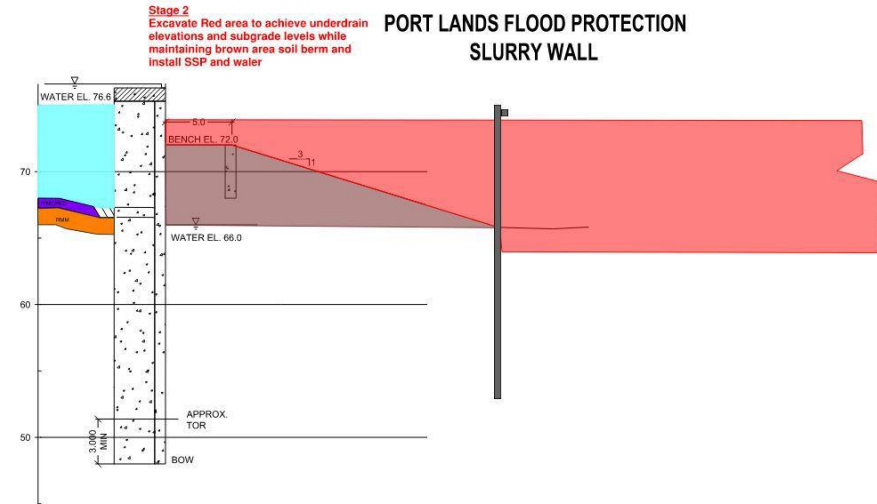 Stage 2
Excavate Red area to achieve underdrain
elevations and subgrade levels while
maintaining brown area soil berm and
install SSP and waler
PORT LANDS FLOOD PROTECTION
SLURRY WALL
WATER EL. 76.6
5.0
BENCH EL. 72.0
3
1
70
RMM
WATER EL. 66.0
60
APPROX.
TOR
3.000
MIN
50
BOW